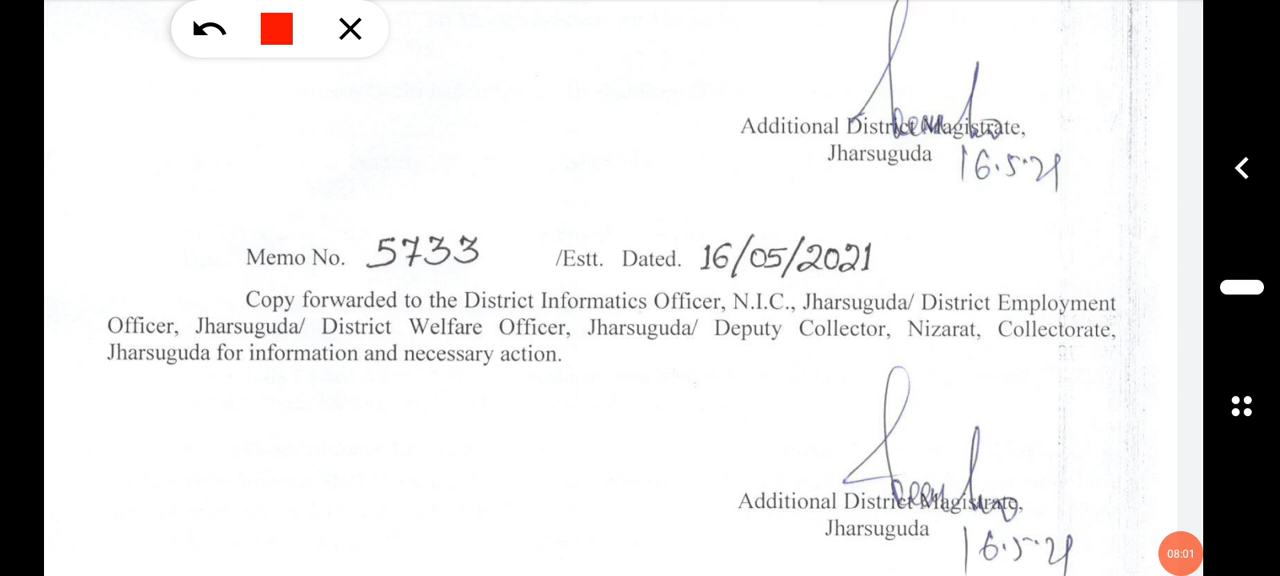 Additional District Magistrate,
Jharsuguda
16.5.21
Memo No. 5733 /Estt. Dated. 16/05/2021
Copy forwarded to the District Informatics Officer, N.I.C., Jharsuguda/ District Employment
Officer, Jharsuguda/ District Welfare Officer, Jharsuguda/ Deputy Collector, Nizarat, Collectorate,
Jharsuguda for information and necessary action.
Additional District Magistrate,
Jharsuguda
16.5.21
08:01